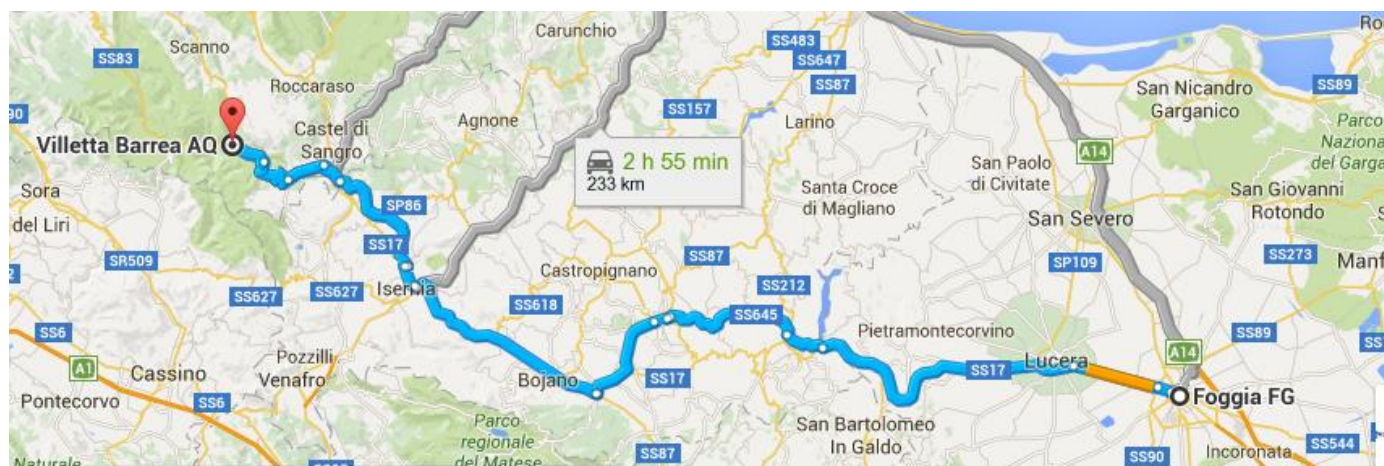 Scanno
SS83
Carunchio
SS483
SS647
SS87
Roccaraso
SS157
Agnone
Larino
San Nicandro
Garganico
SS89
Villetta Barrea AQ
Castel di
Sangro
2 h 55 min
233 km
A14
Parco
Sora
del Liri
SP86
Santa Croce
di Magliano
San Paolo
di Civitate
San Giovanni
Rotondo
San Severo
SS17
SS87
SR509
Castropignano
SP109
SS273
SS627
SS627
Isernia
SS618
SS212
SS6
SS645
Pietramontecorvino
SS89
A1
Cassino
Pozzilli
Venafro
Bojano
SS17
SS17
Lucera
A14
Foggia FG
Pontecorvo
SS6
Parco
regionale
del Matese
SS87
San Bartolomeo
In Galdo
SS90
Incoronata
SS544
Naturale